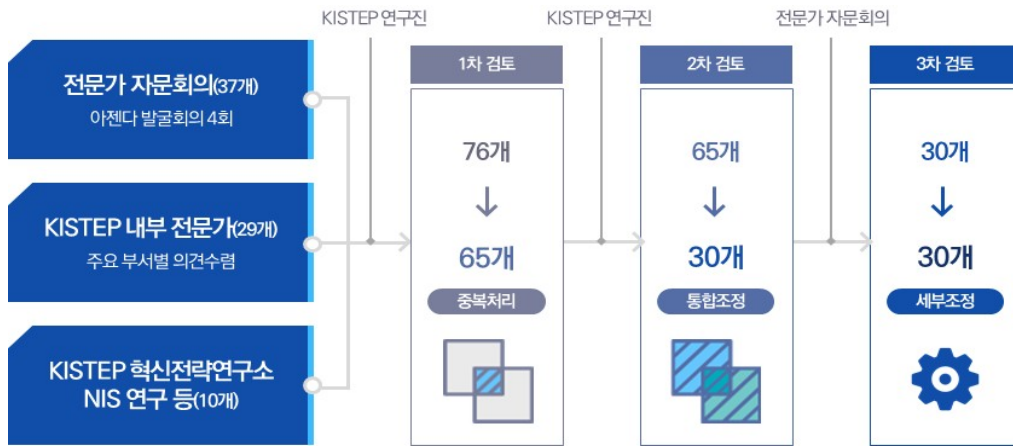 KISTEP 연구진
KISTEP 연구진
전문가 자문회의
전문가 자문회의(37개)
아젠다 발굴회의 4회
KISTEP 내부 전문가(29개)
주요 부서별 의견수렴
KISTEP 혁신전략연구소
NIS 연구 등(10개)
1차 검토
76개
65개
중복처리
2차 검토
65개
30개
통합조정
3차 검토
30개
30개
세부조정